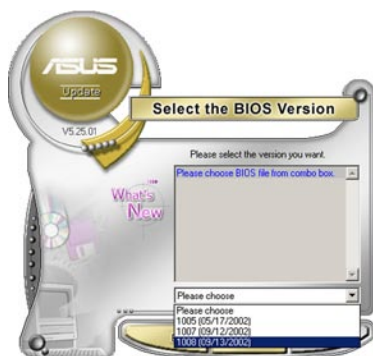 ASUS
Update
V5.25.01
Select the BIOS Version
Please select the version you want.
Please choose BIOS file from combo box.
What's
New
Please choose
Please choose
1005 (05/17/2002)
1007 (09/12/2002)
1008 (09/13/2002)